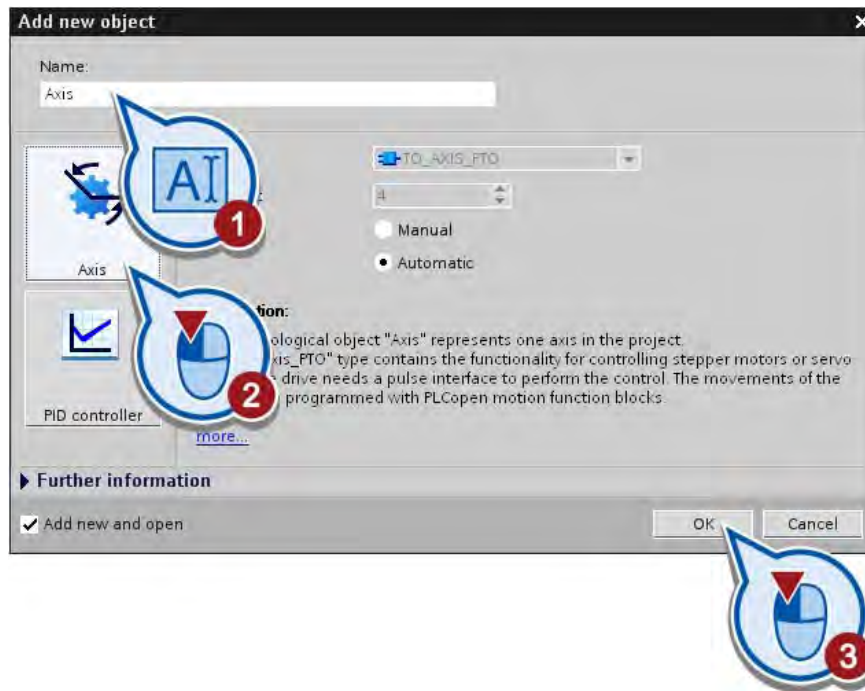 Add new object
Name:
Axis
AI
1
TO_AXIS_PTO
4
Manual
Automatic
Axis
ological object "Axis" represents one axis in the project.
xis_PTO" type contains the functionality for controlling stepper motors or servo
drive needs a pulse interface to perform the control. The movements of the
2
programmed with PLCopen motion function blocks
PID controller
more...
Further information
Add new and open
OK
Cancel
3